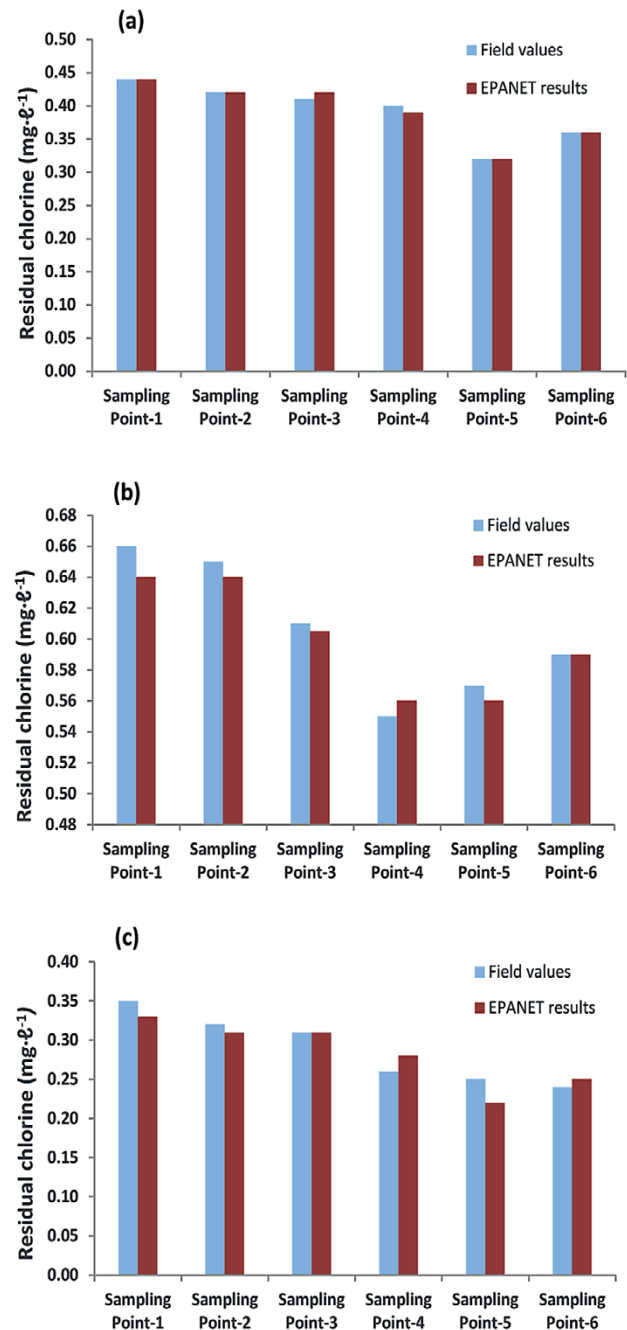 (a)
Field values
EPANET results
Residual chlorine (mg·ℓ⁻¹)
0.50
0.45
0.40
0.35
0.30
0.25
0.20
0.15
0.10
0.05
0.00
Sampling Point-1
Sampling Point-2
Sampling Point-3
Sampling Point-4
Sampling Point-5
Sampling Point-6
(b)
Field values
EPANET results
Residual chlorine (mg·ℓ⁻¹)
0.68
0.66
0.64
0.62
0.60
0.58
0.56
0.54
0.52
0.50
0.48
Sampling Point-1
Sampling Point-2
Sampling Point-3
Sampling Point-4
Sampling Point-5
Sampling Point-6
(c)
Field values
EPANET results
Residual chlorine (mg·ℓ⁻¹)
0.40
0.35
0.30
0.25
0.20
0.15
0.10
0.05
0.00
Sampling Point-1
Sampling Point-2
Sampling Point-3
Sampling Point-4
Sampling Point-5
Sampling Point-6